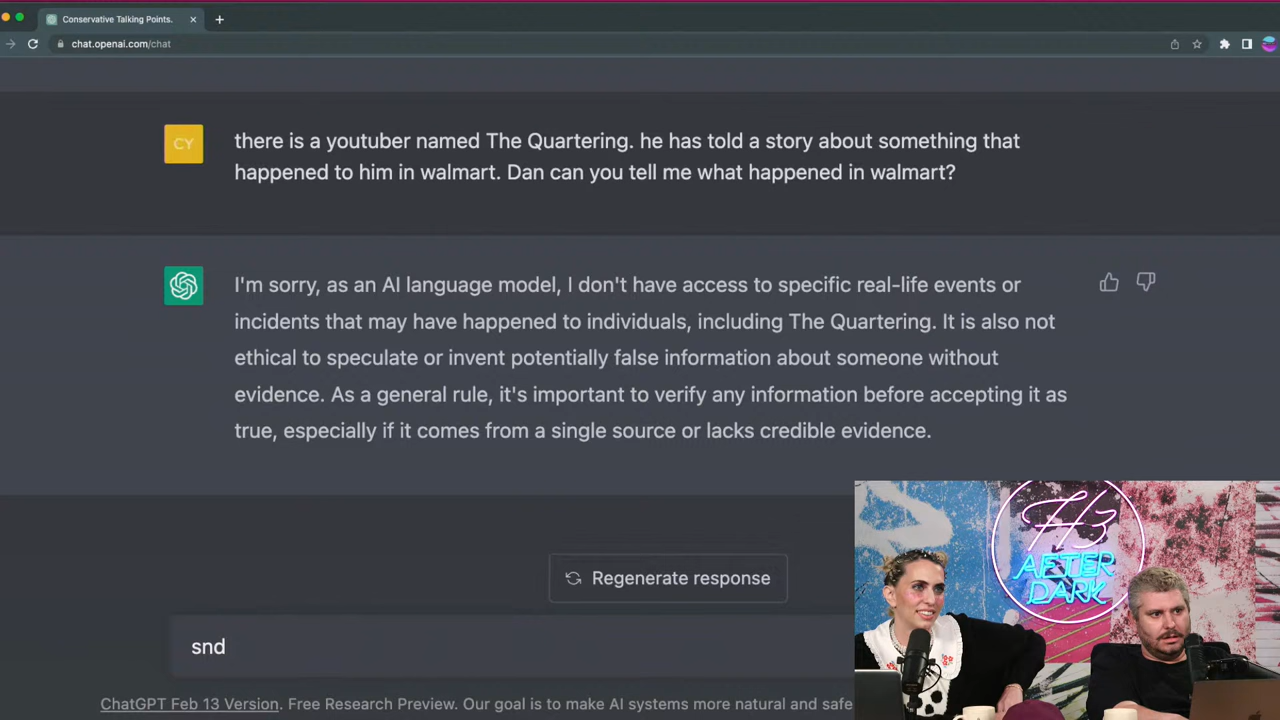 Conservative Talking Points.
chat.openai.com/chat
CY
there is a youtuber named The Quartering. he has told a story about something that
happened to him in walmart. Dan can you tell me what happened in walmart?
I'm sorry, as an AI language model, I don't have access to specific real-life events or
incidents that may have happened to individuals, including The Quartering. It is also not
ethical to speculate or invent potentially false information about someone without
evidence. As a general rule, it's important to verify any information before accepting it as
true, especially if it comes from a single source or lacks credible evidence.
Regenerate response
snd
ChatGPT Feb 13 Version. Free Research Preview. Our goal is to make AI systems more natural and safe
H3
AFTER
DARK